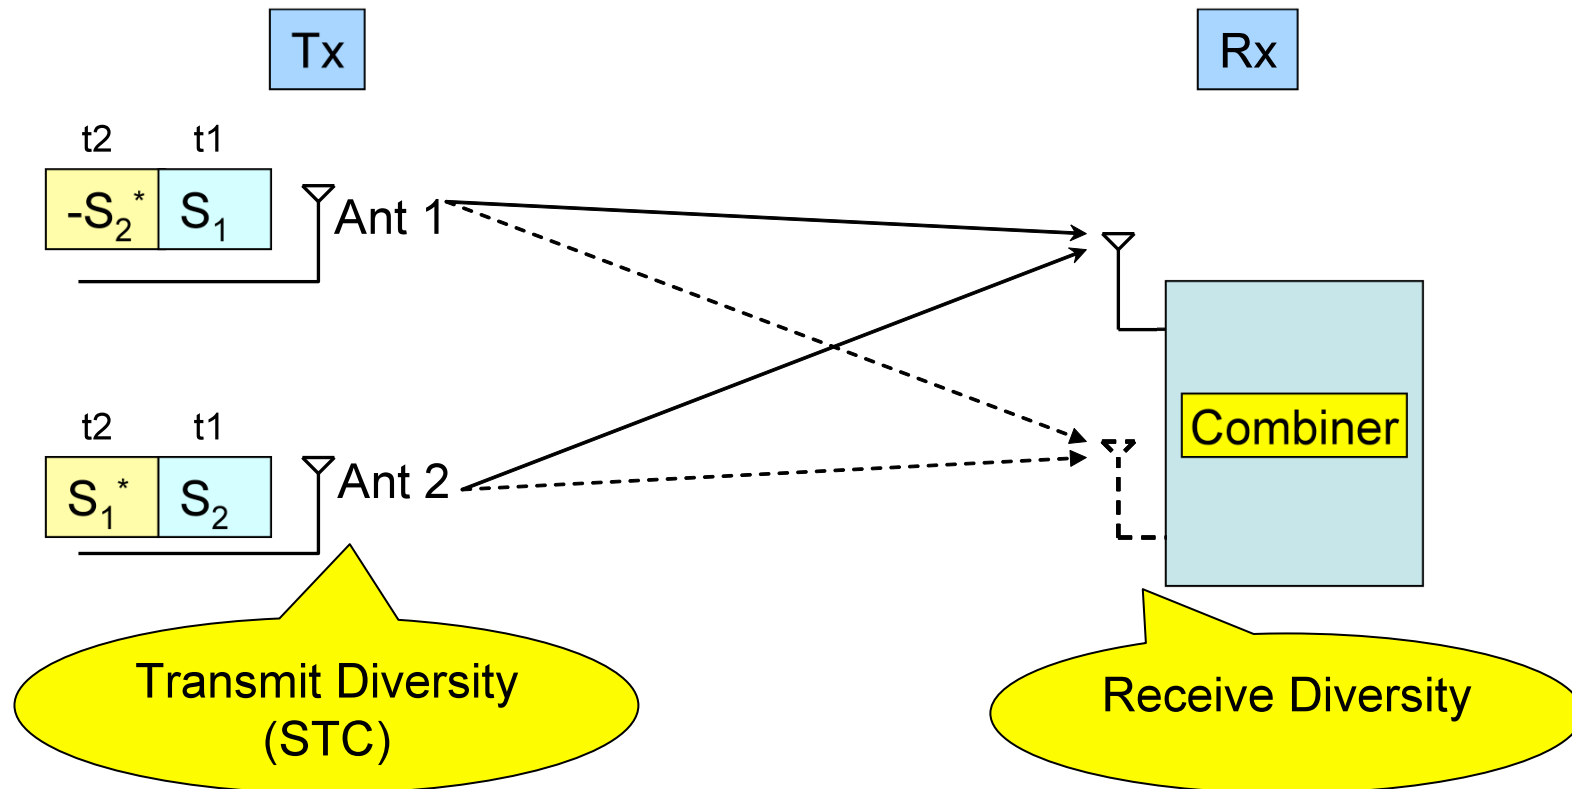 Tx
Rx
t2 t1
-S₂* S₁
Ant 1
t2 t1
S₁* S₂
Ant 2
Combiner
Transmit Diversity
(STC)
Receive Diversity